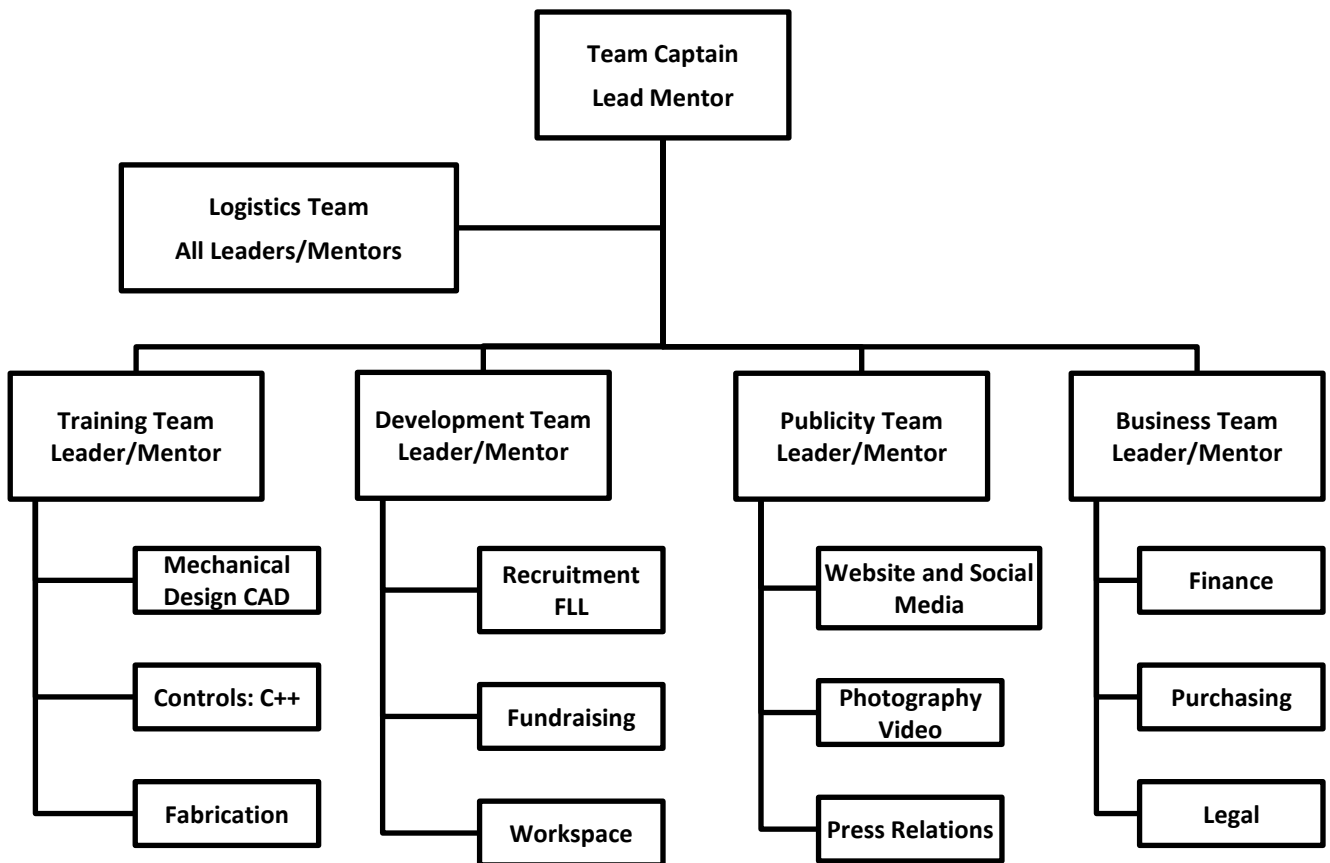 Team Captain
Lead Mentor
Logistics Team
All Leaders/Mentors
Training Team
Leader/Mentor
Development Team
Leader/Mentor
Publicity Team
Leader/Mentor
Business Team
Leader/Mentor
Mechanical
Design CAD
Controls: C++
Fabrication
Recruitment
FLL
Fundraising
Workspace
Website and Social
Media
Photography
Video
Press Relations
Finance
Purchasing
Legal